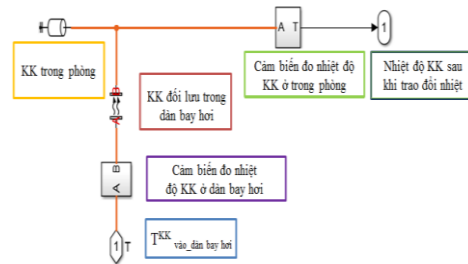 A T
1
KK trong phòng
Cảm biến đo nhiệt độ
KK ở trong phòng
Nhiệt độ KK sau
khi trao đổi nhiệt
KK đối lưu trong
dàn bay hơi
B
A
Cảm biến đo nhiệt
độ KK ở dàn bay hơi
1 T
T^KK vào_dàn bay hơi